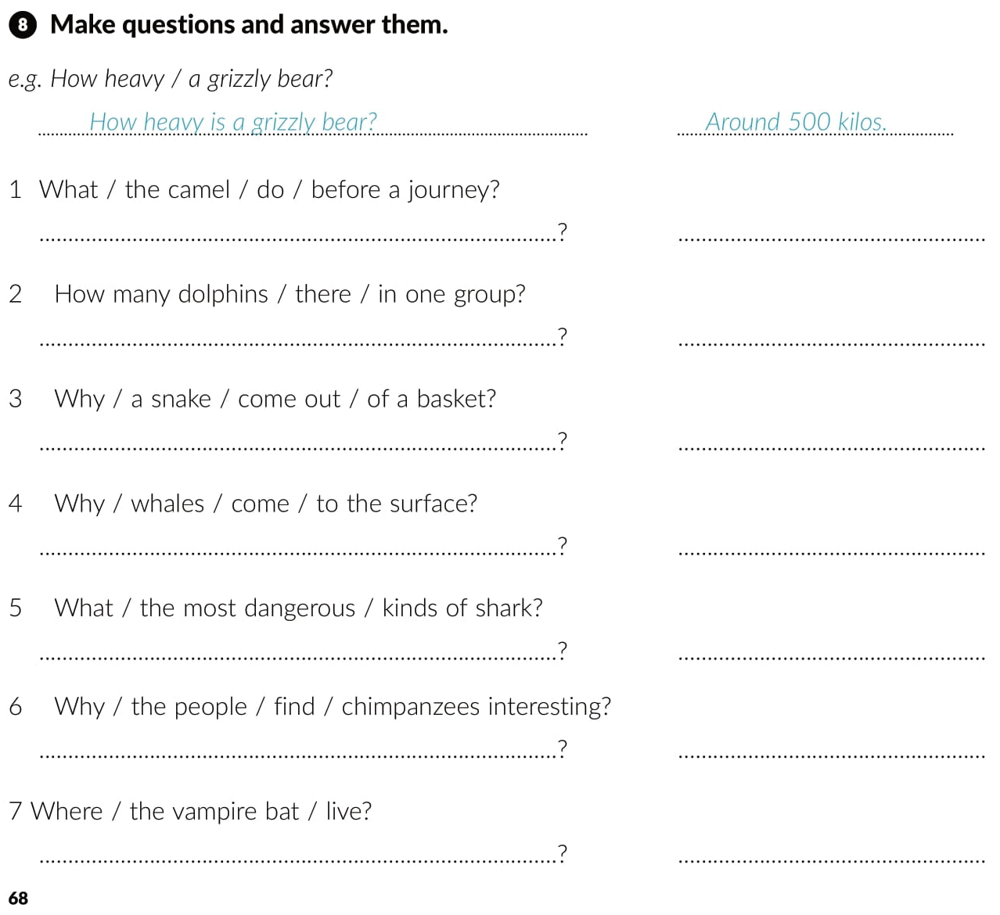 8 Make questions and answer them.
e.g. How heavy / a grizzly bear?
How heavy is a grizzly bear? Around 500 kilos.
1 What / the camel / do / before a journey?
?
2 How many dolphins / there / in one group?
?
3 Why / a snake / come out / of a basket?
?
4 Why / whales / come / to the surface?
?
5 What / the most dangerous / kinds of shark?
?
6 Why / the people / find / chimpanzees interesting?
?
7 Where / the vampire bat / live?
?
68